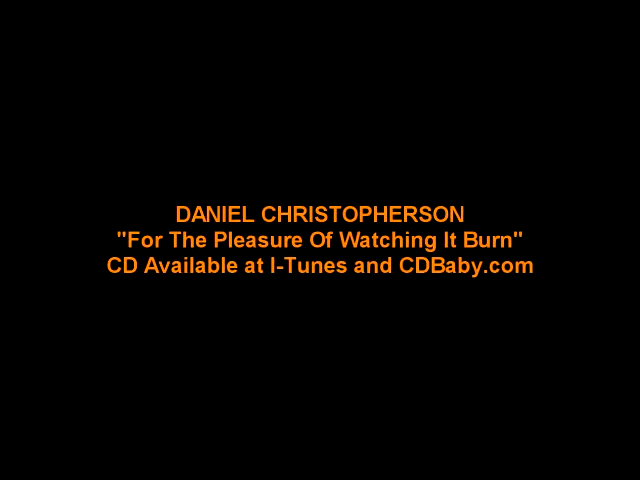 DANIEL CHRISTOPHERSON
"For The Pleasure Of Watching It Burn"
CD Available at I-Tunes and CDBaby.com